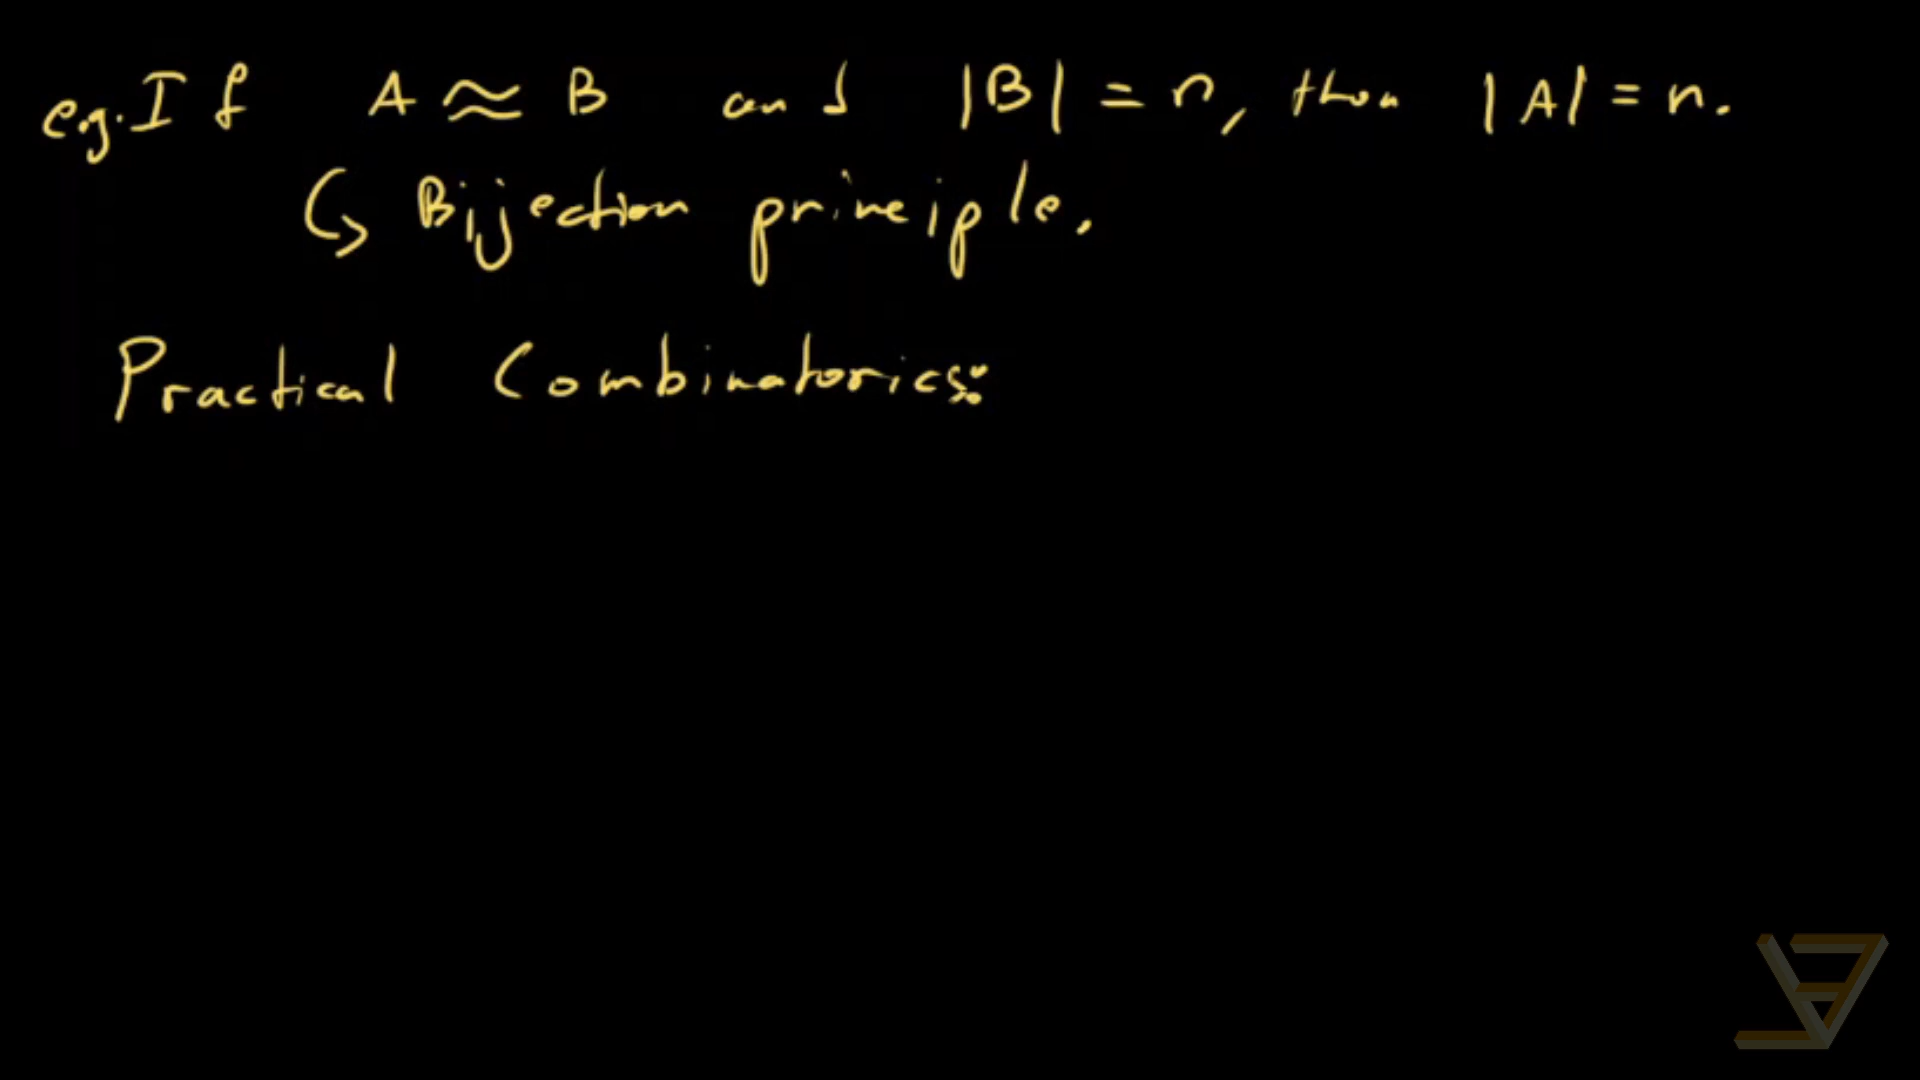 e.g. If A ≈ B and |B| = n, then |A| = n.
↳ Bijection principle.
Practical Combinatorics: